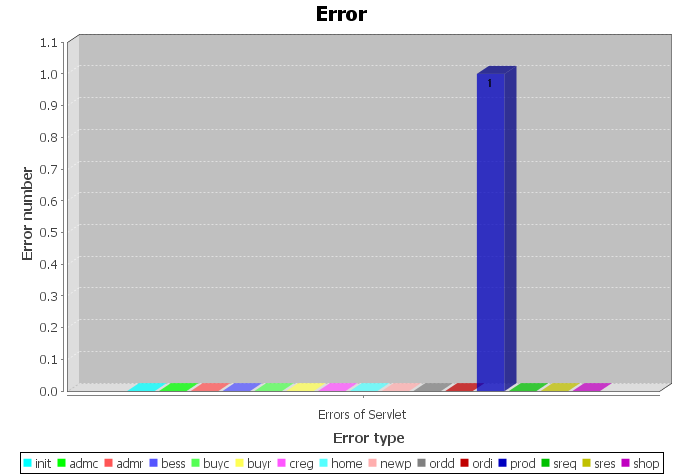 Error
1.1
1.0
0.9
0.8
0.7
0.6
0.5
0.4
0.3
0.2
0.1
0.0
Error number
1
Errors of Servlet
Error type
init admc admr bess buyc buyr creg home newp ordd ordi prod sreq sres shop